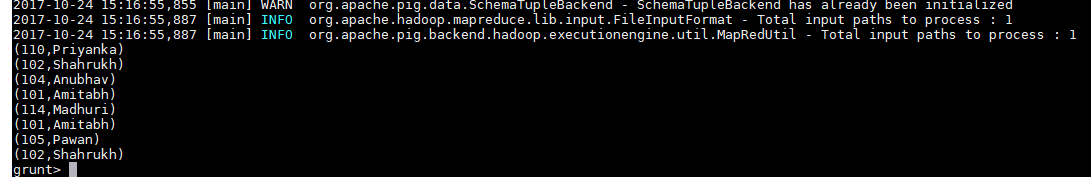 2017-10-24 15:16:55,855 [main] WARN  org.apache.pig.data.SchemaTupleBackend - SchemaTupleBackend has already been initialized
2017-10-24 15:16:55,887 [main] INFO  org.apache.hadoop.mapreduce.lib.input.FileInputFormat - Total input paths to process : 1
2017-10-24 15:16:55,887 [main] INFO  org.apache.pig.backend.hadoop.executionengine.util.MapRedUtil - Total input paths to process : 1
(110,Priyanka)
(102,Shahrukh)
(104,Anubhav)
(101,Amitabh)
(114,Madhuri)
(101,Amitabh)
(105,Pawan)
(102,Shahrukh)
grunt>